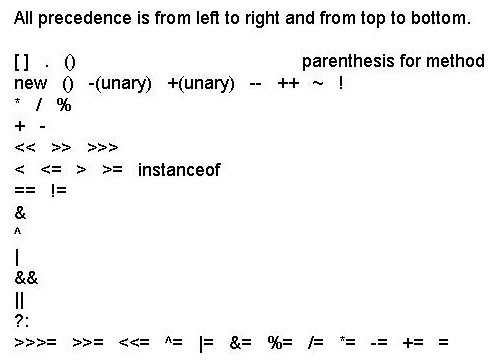 All precedence is from left to right and from top to bottom.
[ ] . () parenthesis for method
new () -(unary) +(unary) -- ++ ~ !
* / %
+ -
<< >> >>>
< <= > >= instanceof
== !=
&
^
|
&&
||
?:
>>>= >>= <<= ^= |= &= %= /= *= -= += =